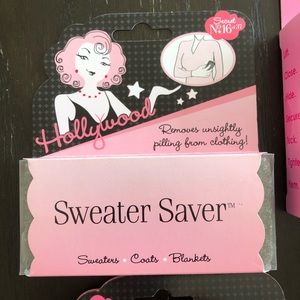 Secret
No. 16
Hollywood
Removes unsightly
pilling from clothing!
Sweater Saver™
Sweaters • Coats • Blankets